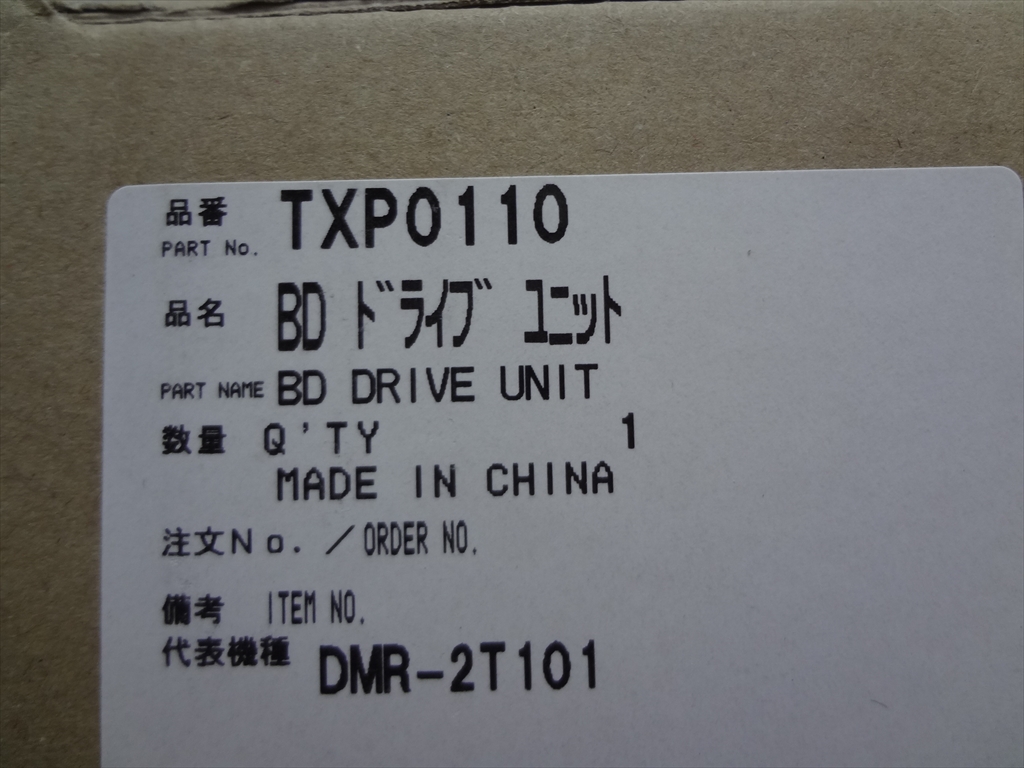 品番 TXP0110
PART No.
品名 BD ﾄﾞﾗｲﾌﾞ ﾕﾆｯﾄ
PART NAME BD DRIVE UNIT
数量 Q'TY 1
MADE IN CHINA
注文No.／ORDER NO.
備考 ITEM NO.
代表機種 DMR-2T101